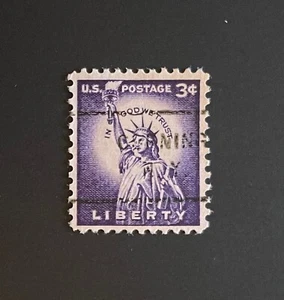 U.S. POSTAGE 3¢
IN GOD WE TRUST
LIBERTY